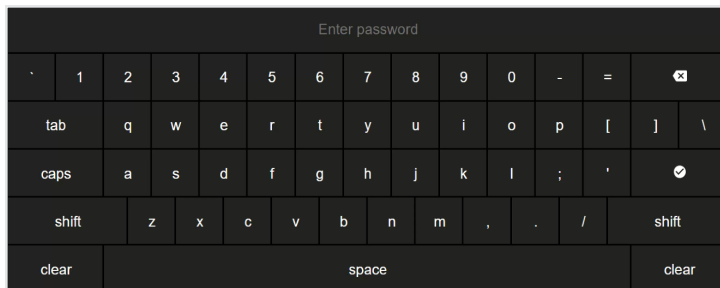 Enter password
` 1 2 3 4 5 6 7 8 9 0 - =
tab q w e r t y u i o p [ ] \
caps a s d f g h j k l ; '
shift z x c v b n m , . / shift
clear space clear